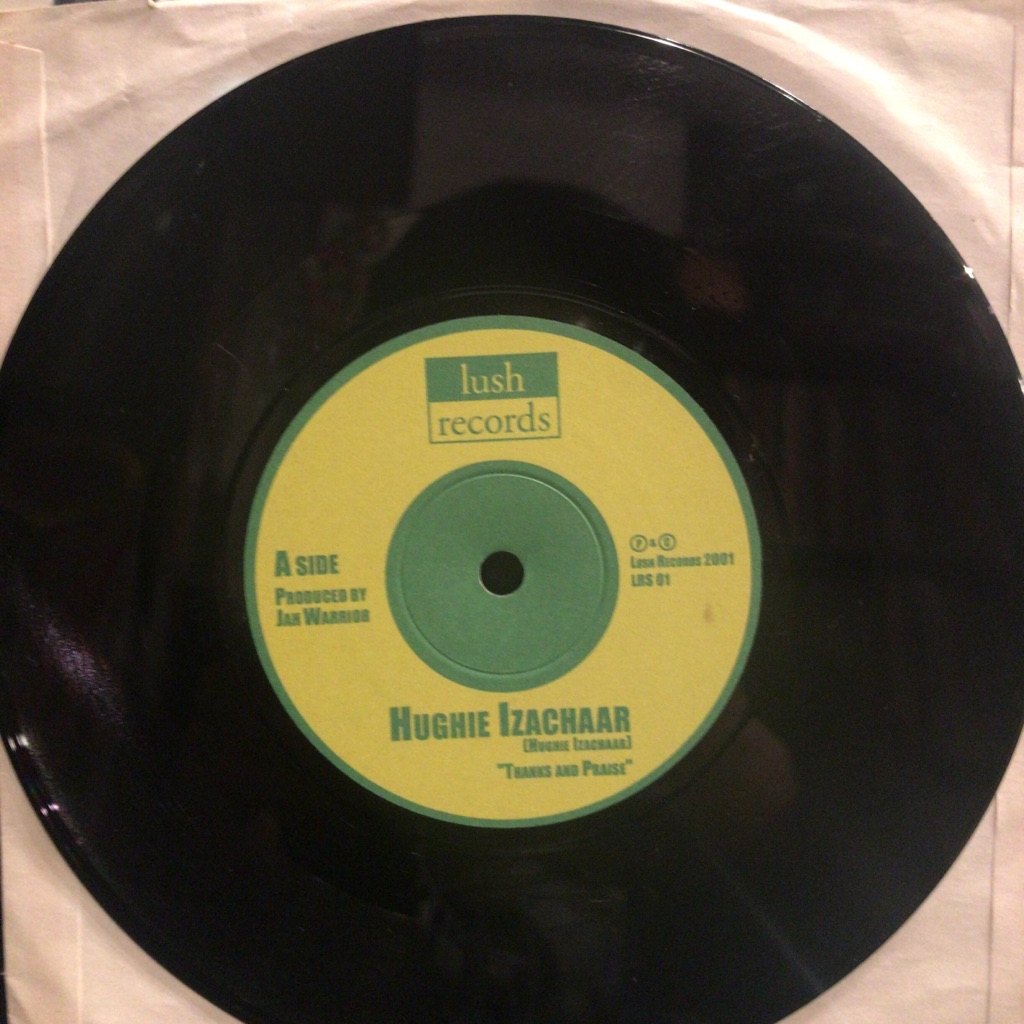 lush
records
A SIDE
PRODUCED BY
JAH WARRIOR
Ⓟ & Ⓒ
LUSH RECORDS 2001
LRS 01
HUGHIE IZACHAAR
(HUGHIE IZACHAAR)
"THANKS AND PRAISE"